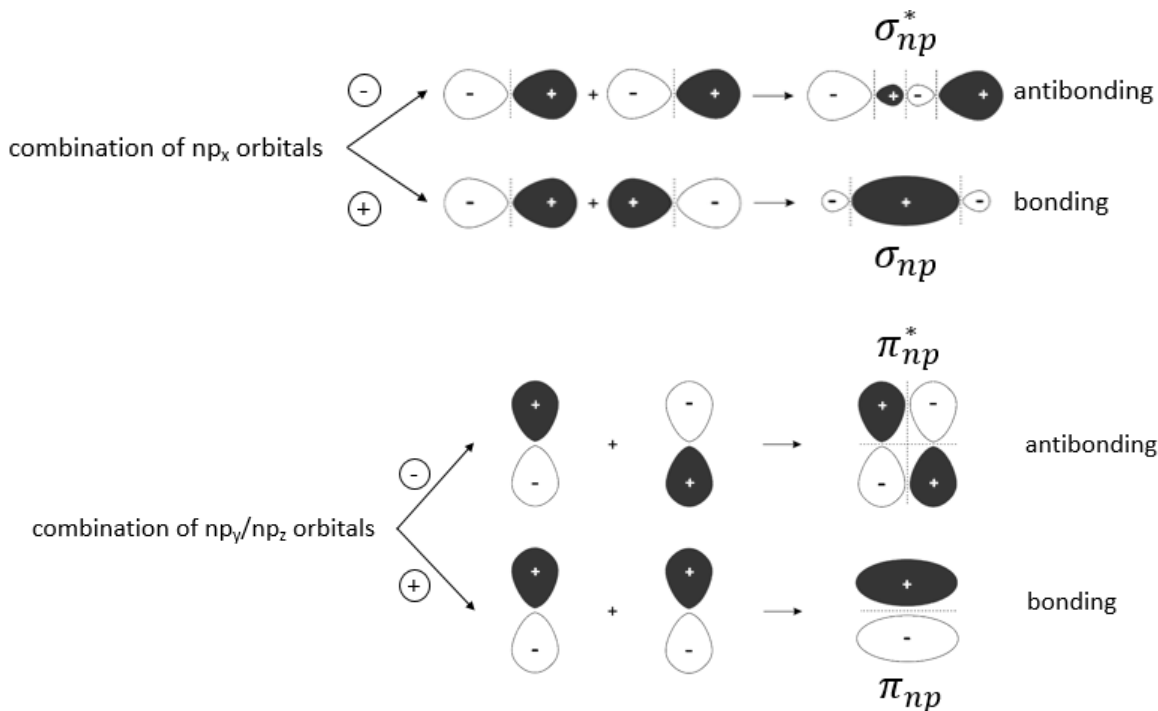 σ*np
⊖
- + + - + → - + - + antibonding
combination of npx orbitals
⊕
- + + + - → - + - bonding
σnp
π*np
+ - + -
+ → antibonding
- + - +
⊖
combination of npy/npz orbitals
⊕
+ + +
+ → bonding
- - -
πnp